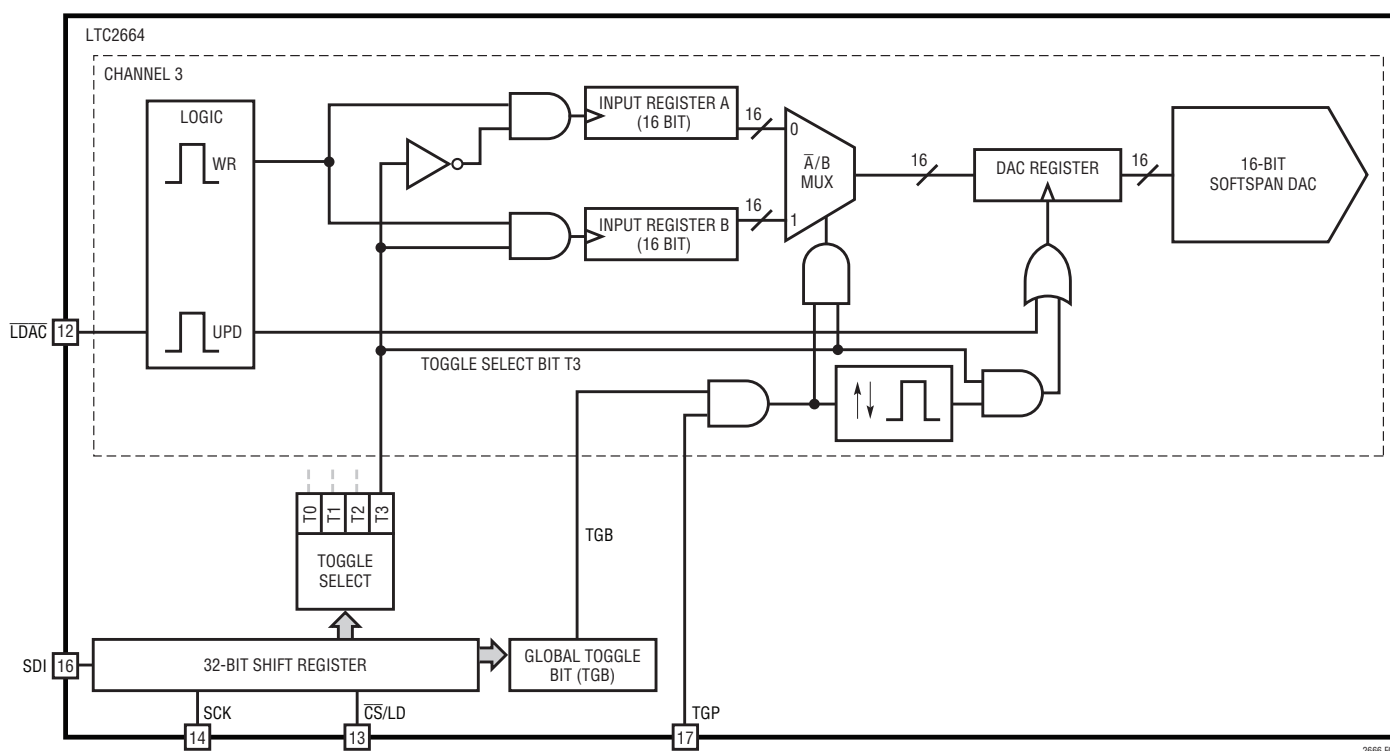 LTC2664
CHANNEL 3
LOGIC
WR
UPD
INPUT REGISTER A
(16 BIT)
16
0
A̅/B
MUX
16
DAC REGISTER
16
16-BIT
SOFTSPAN DAC
INPUT REGISTER B
(16 BIT)
16
1
L̅D̅A̅C̅ 12
TOGGLE SELECT BIT T3
T0 T1 T2 T3
TOGGLE
SELECT
TGB
SDI 16
32-BIT SHIFT REGISTER
GLOBAL TOGGLE
BIT (TGB)
SCK
C̅S̅/LD
TGP
14
13
17